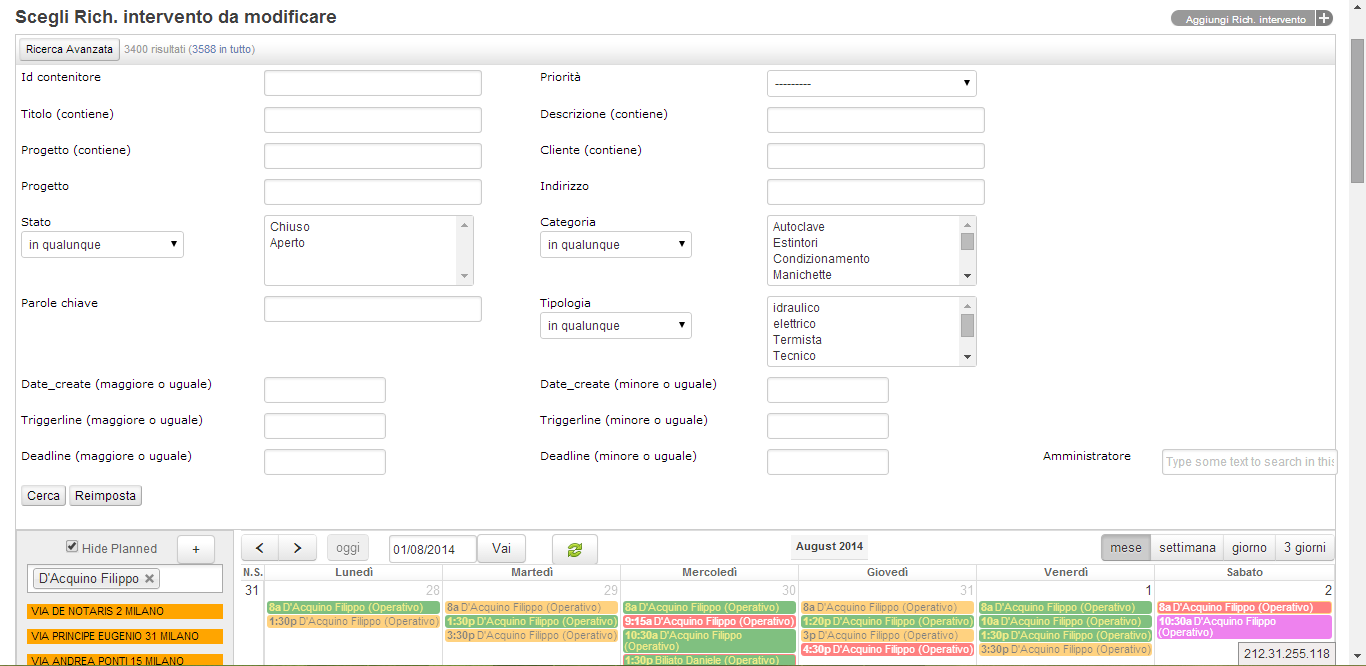 Scegli Rich. intervento da modificare
Aggiungi Rich. intervento
Ricerca Avanzata 3400 risultati (3588 in tutto)
Id contenitore Priorità ---------
Titolo (contiene) Descrizione (contiene)
Progetto (contiene) Cliente (contiene)
Progetto Indirizzo
Stato Chiuso Categoria Autoclave
in qualunque Aperto in qualunque Estintori
Condizionamento
Manichette
Parole chiave Tipologia idraulico
in qualunque elettrico
Termista
Tecnico
Date_create (maggiore o uguale) Date_create (minore o uguale)
Triggerline (maggiore o uguale) Triggerline (minore o uguale)
Deadline (maggiore o uguale) Deadline (minore o uguale) Amministratore Type some text to search in this
Cerca Reimposta
Hide Planned +
D'Acquino Filippo
VIA DE NOTARIS 2 MILANO
VIA PRINCIPE EUGENIO 31 MILANO
VIA ANDREA PONTI 15 MILANO
< > oggi 01/08/2014 Vai August 2014 mese settimana giorno 3 giorni
N.S. Lunedì Martedì Mercoledì Giovedì Venerdì Sabato
31 28 29 30 31 1 2
8a D'Acquino Filippo (Operativo)
1:30p D'Acquino Filippo (Operativo)
8a D'Acquino Filippo (Operativo)
1:30p D'Acquino Filippo (Operativo)
3:30p D'Acquino Filippo (Operativo)
8a D'Acquino Filippo (Operativo)
9:15a D'Acquino Filippo (Operativo)
10:30a D'Acquino Filippo
(Operativo)
1:30p Biliato Daniele (Operativo)
8a D'Acquino Filippo (Operativo)
1:20p D'Acquino Filippo (Operativo)
3p D'Acquino Filippo (Operativo)
4:30p D'Acquino Filippo (Operativo)
8a D'Acquino Filippo (Operativo)
10a D'Acquino Filippo (Operativo)
1:30p D'Acquino Filippo (Operativo)
3:30p D'Acquino Filippo (Operativo)
8a D'Acquino Filippo (Operativo)
10:30a D'Acquino Filippo
(Operativo)
212.31.255.118